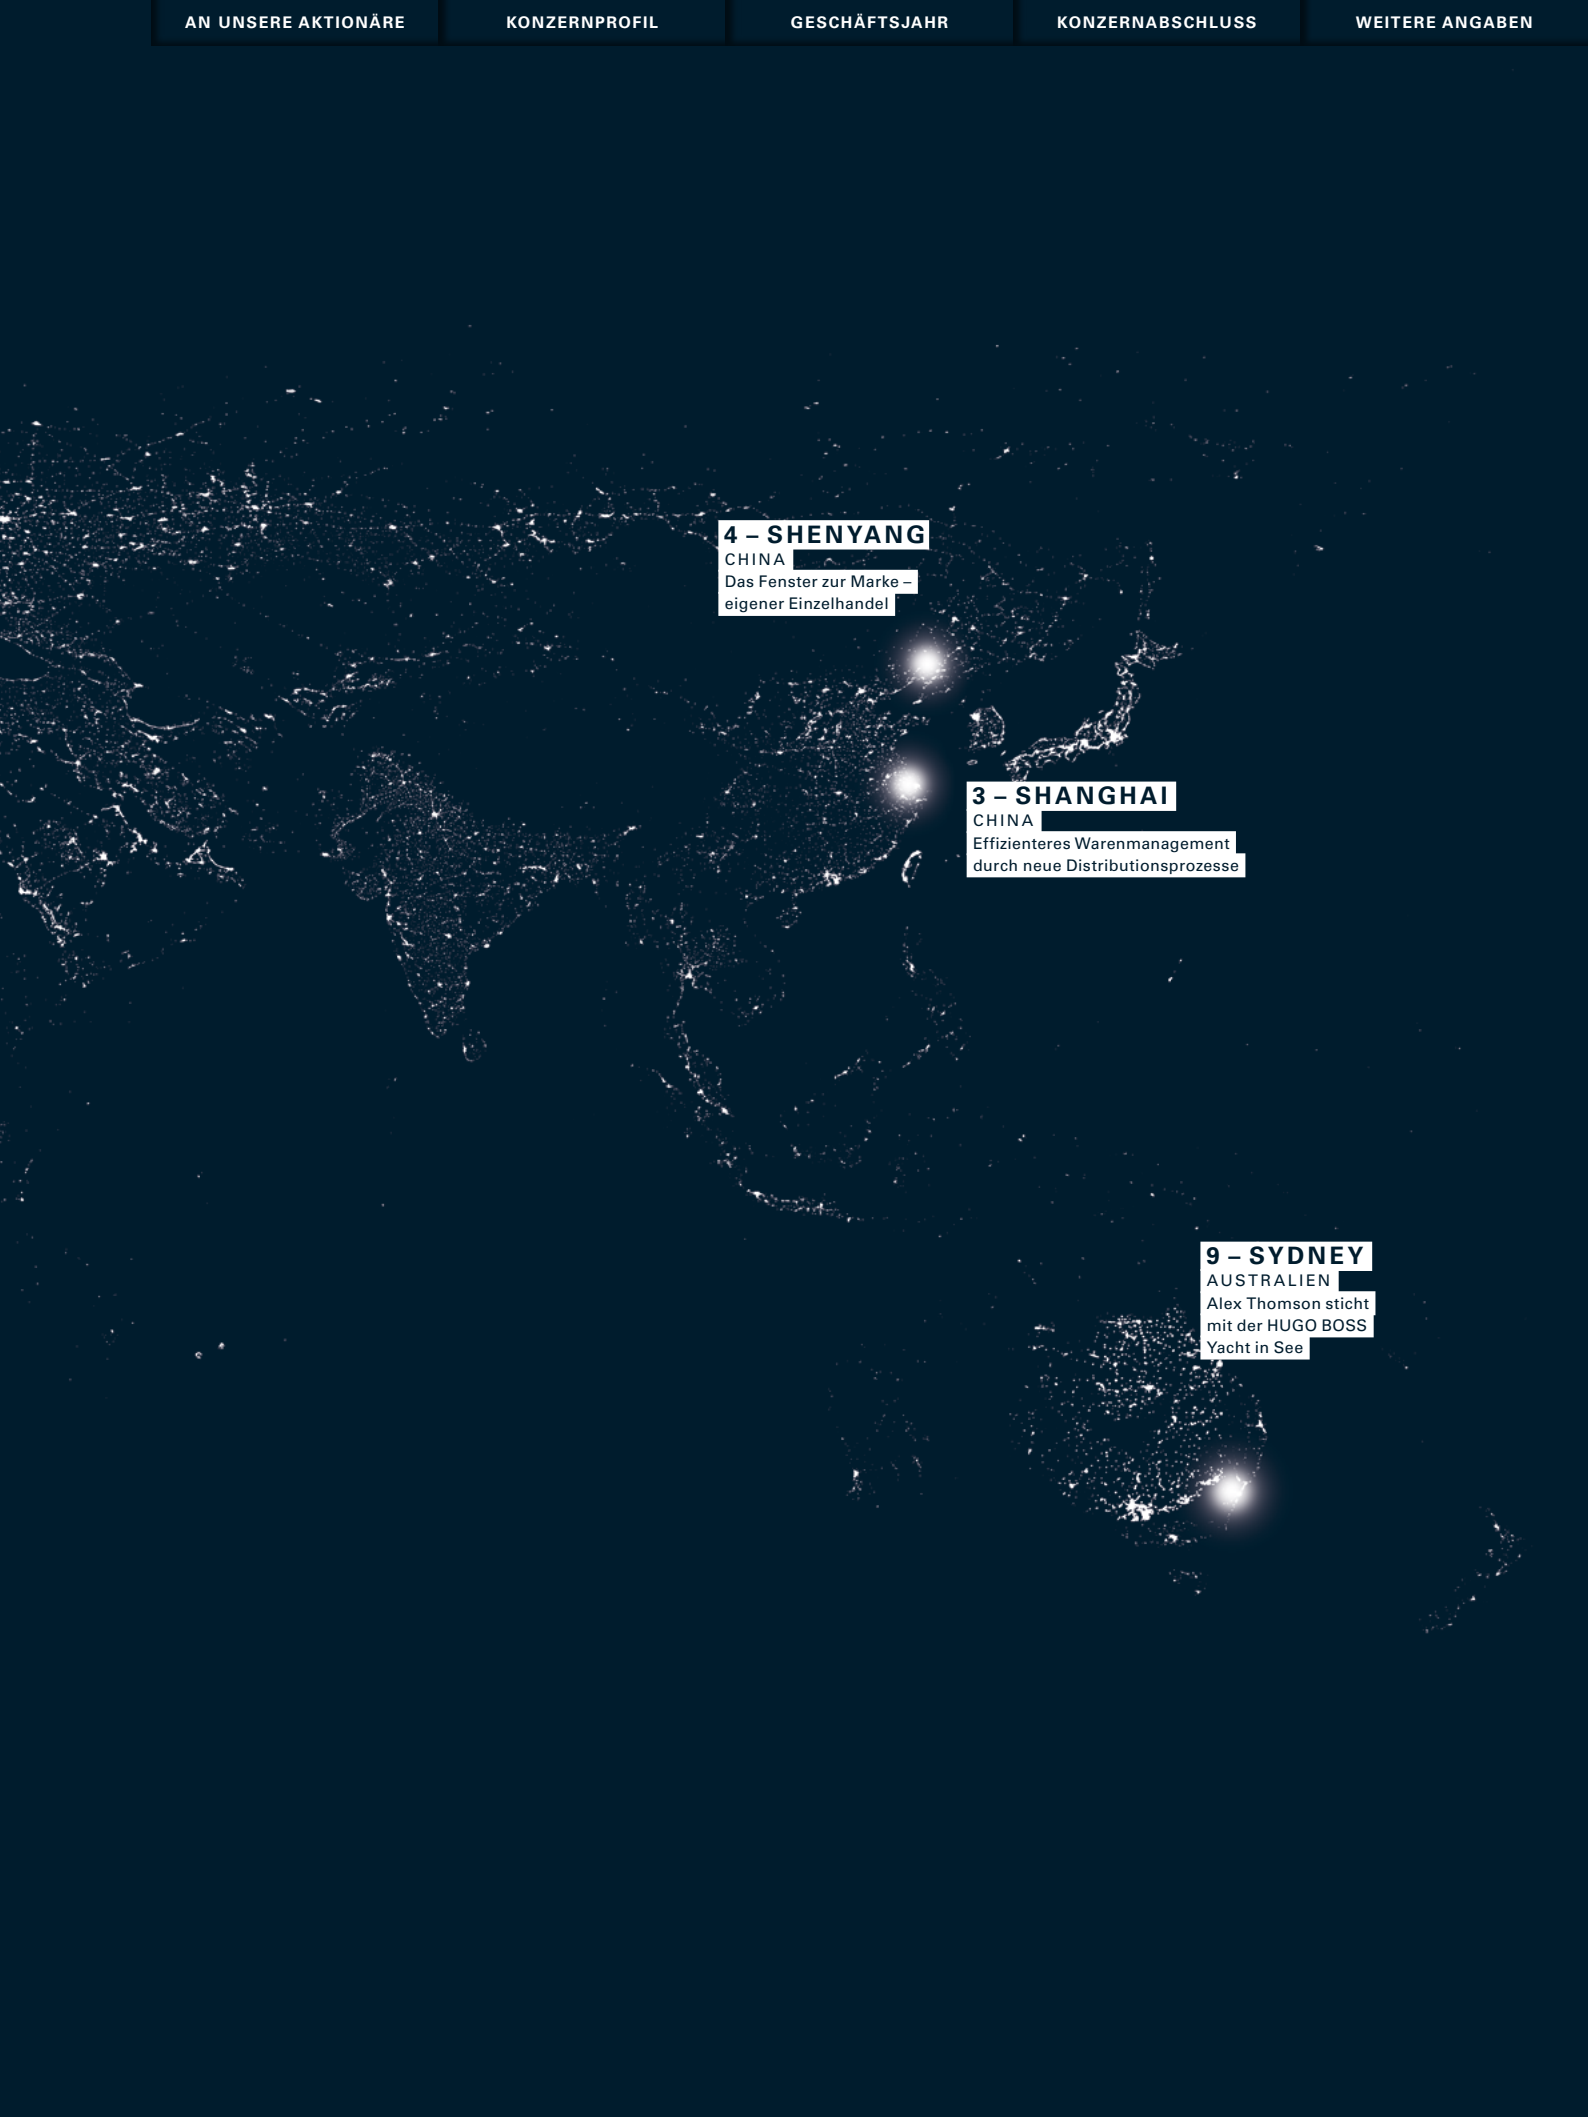 AN UNSERE AKTIONÄRE KONZERNPROFIL GESCHÄFTSJAHR KONZERNABSCHLUSS WEITERE ANGABEN
4 – SHENYANG
CHINA
Das Fenster zur Marke –
eigener Einzelhandel
3 – SHANGHAI
CHINA
Effizienteres Warenmanagement
durch neue Distributionsprozesse
9 – SYDNEY
AUSTRALIEN
Alex Thomson sticht
mit der HUGO BOSS
Yacht in See